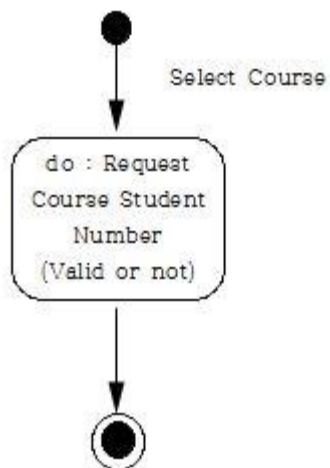 Select Course
do : Request
Course Student
Number
(Valid or not)